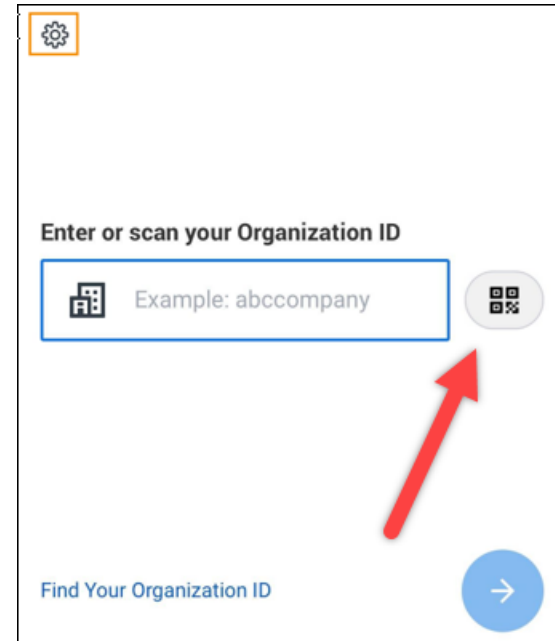 Enter or scan your Organization ID
Example: abccompany
Find Your Organization ID